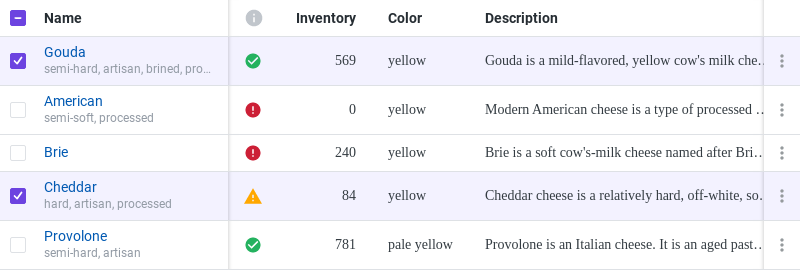 Name Inventory Color Description
Gouda 569 yellow Gouda is a mild-flavored, yellow cow's milk che…
semi-hard, artisan, brined, pro…
American 0 yellow Modern American cheese is a type of processed …
semi-soft, processed
Brie 240 yellow Brie is a soft cow's-milk cheese named after Bri…
Cheddar 84 yellow Cheddar cheese is a relatively hard, off-white, so…
hard, artisan, processed
Provolone 781 pale yellow Provolone is an Italian cheese. It is an aged past…
semi-hard, artisan